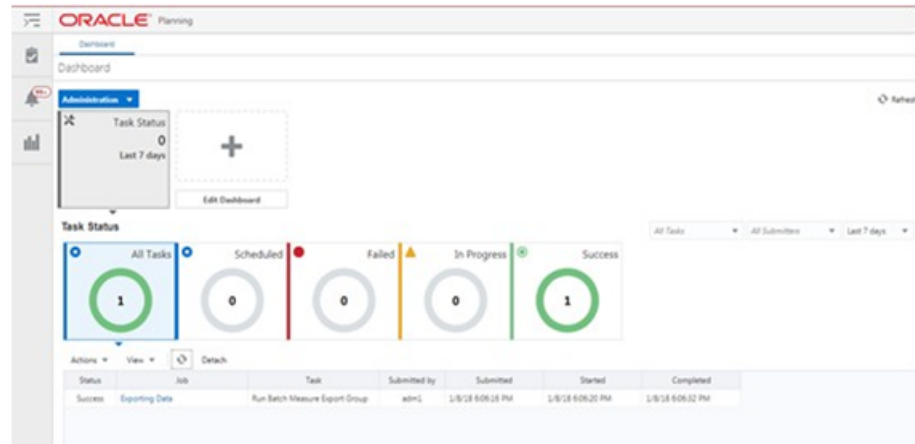 ORACLE Planning
Dashboard
Dashboard
99+
Administration
Refresh
Task Status
0
Last 7 days
Edit Dashboard
Task Status
All Tasks All Submitters Last 7 days
All Tasks Scheduled Failed In Progress Success
1 0 0 0 1
Actions View Detach
Status Job Task Submitted by Submitted Started Completed
Success Exporting Data Run Batch Measure Export Group adm1 1/8/18 6:06:16 PM 1/8/18 6:06:20 PM 1/8/18 6:06:32 PM